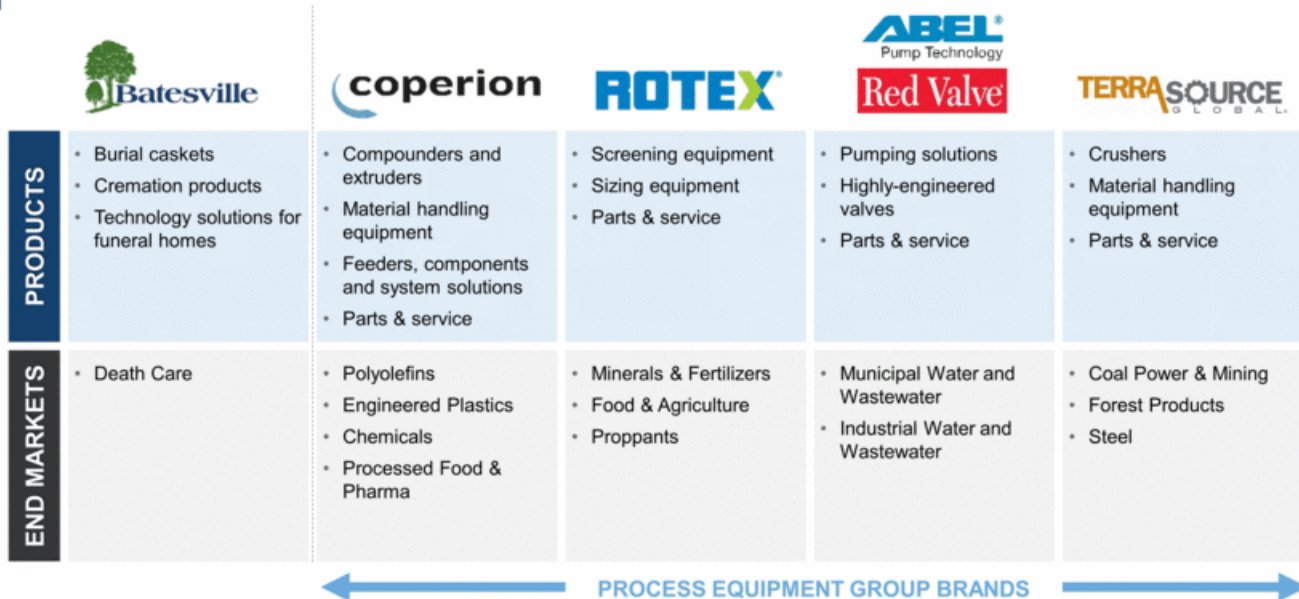 Batesville
coperion
ROTEX®
ABEL®
Pump Technology
Red Valve
TERRASOURCE
GLOBAL
PRODUCTS
• Burial caskets
• Cremation products
• Technology solutions for
funeral homes
• Compounders and
extruders
• Material handling
equipment
• Feeders, components
and system solutions
• Parts & service
• Screening equipment
• Sizing equipment
• Parts & service
• Pumping solutions
• Highly-engineered
valves
• Parts & service
• Crushers
• Material handling
equipment
• Parts & service
END MARKETS
• Death Care
• Polyolefins
• Engineered Plastics
• Chemicals
• Processed Food &
Pharma
• Minerals & Fertilizers
• Food & Agriculture
• Proppants
• Municipal Water and
Wastewater
• Industrial Water and
Wastewater
• Coal Power & Mining
• Forest Products
• Steel
PROCESS EQUIPMENT GROUP BRANDS